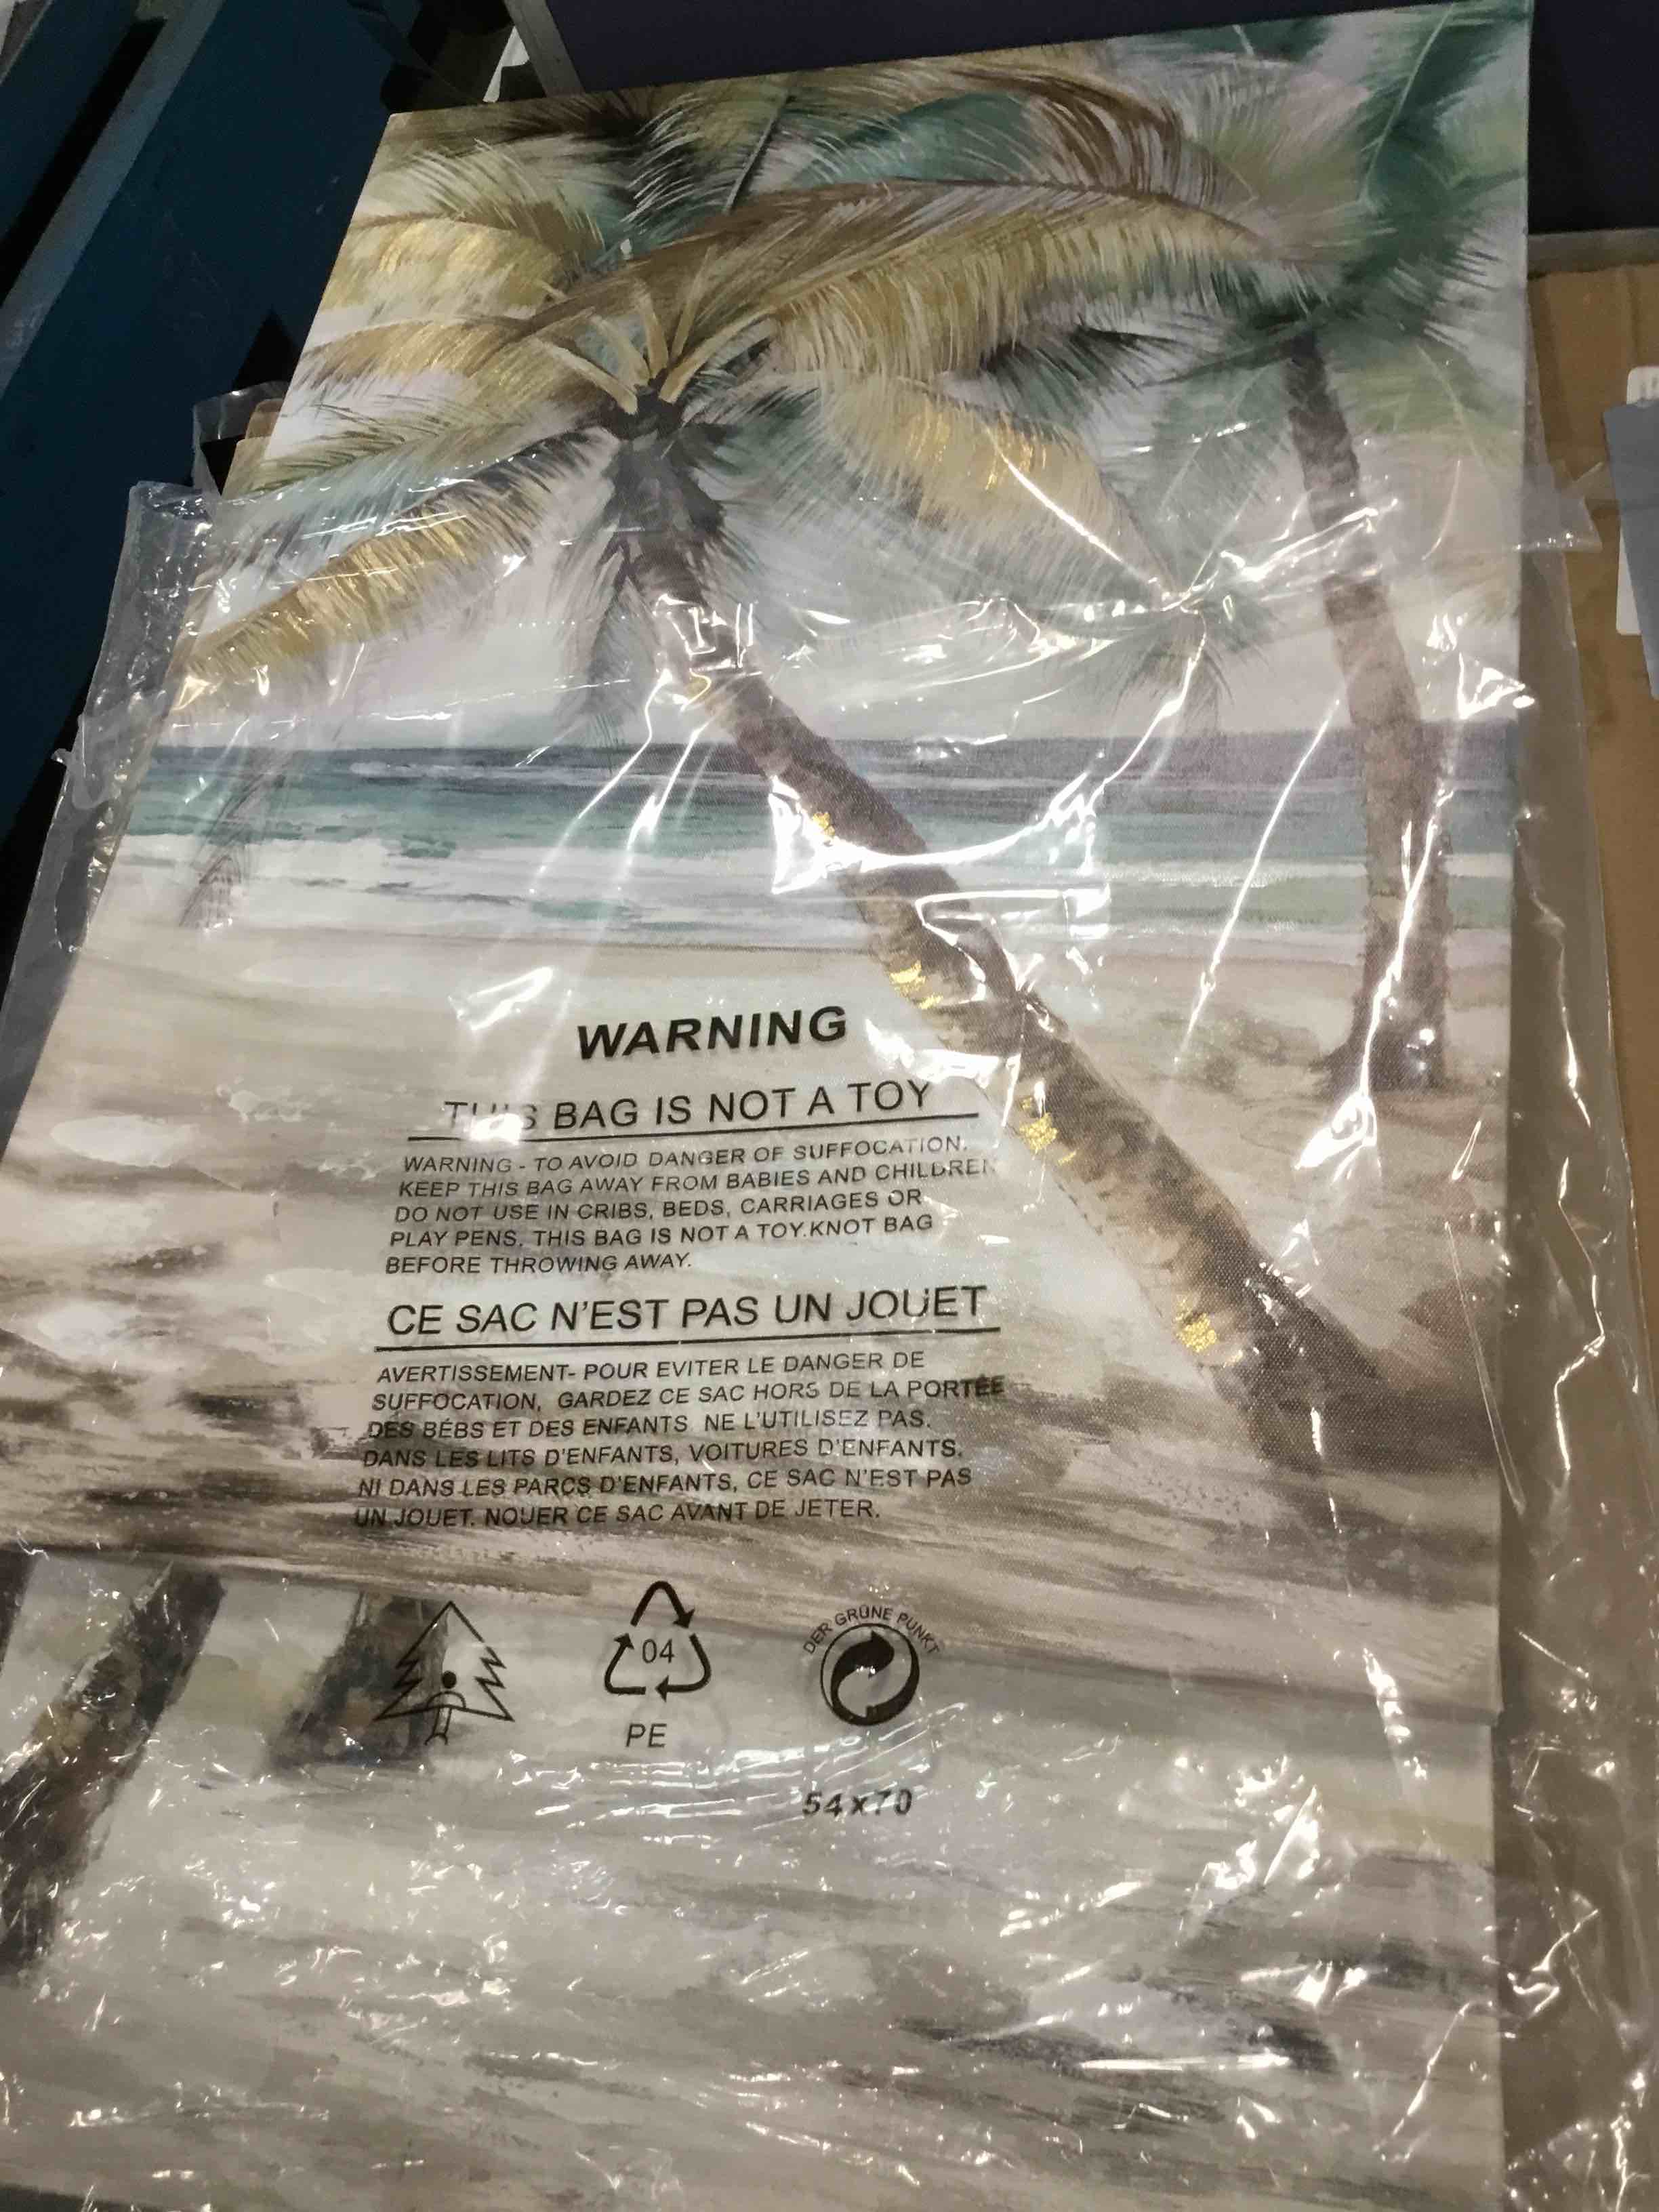 WARNING
THIS BAG IS NOT A TOY
WARNING - TO AVOID DANGER OF SUFFOCATION.
KEEP THIS BAG AWAY FROM BABIES AND CHILDREN
DO NOT USE IN CRIBS, BEDS, CARRIAGES OR
PLAY PENS. THIS BAG IS NOT A TOY.KNOT BAG
BEFORE THROWING AWAY.
CE SAC N'EST PAS UN JOUET
AVERTISSEMENT- POUR EVITER LE DANGER DE
SUFFOCATION, GARDEZ CE SAC HORS DE LA PORTÉE
DES BÉBS ET DES ENFANTS NE L'UTILISEZ PAS.
DANS LES LITS D'ENFANTS, VOITURES D'ENFANTS.
NI DANS LES PARCS D'ENFANTS, CE SAC N'EST PAS
UN JOUET. NOUER CE SAC AVANT DE JETER.
04
PE
DER GRÜNE PUNKT
54x70